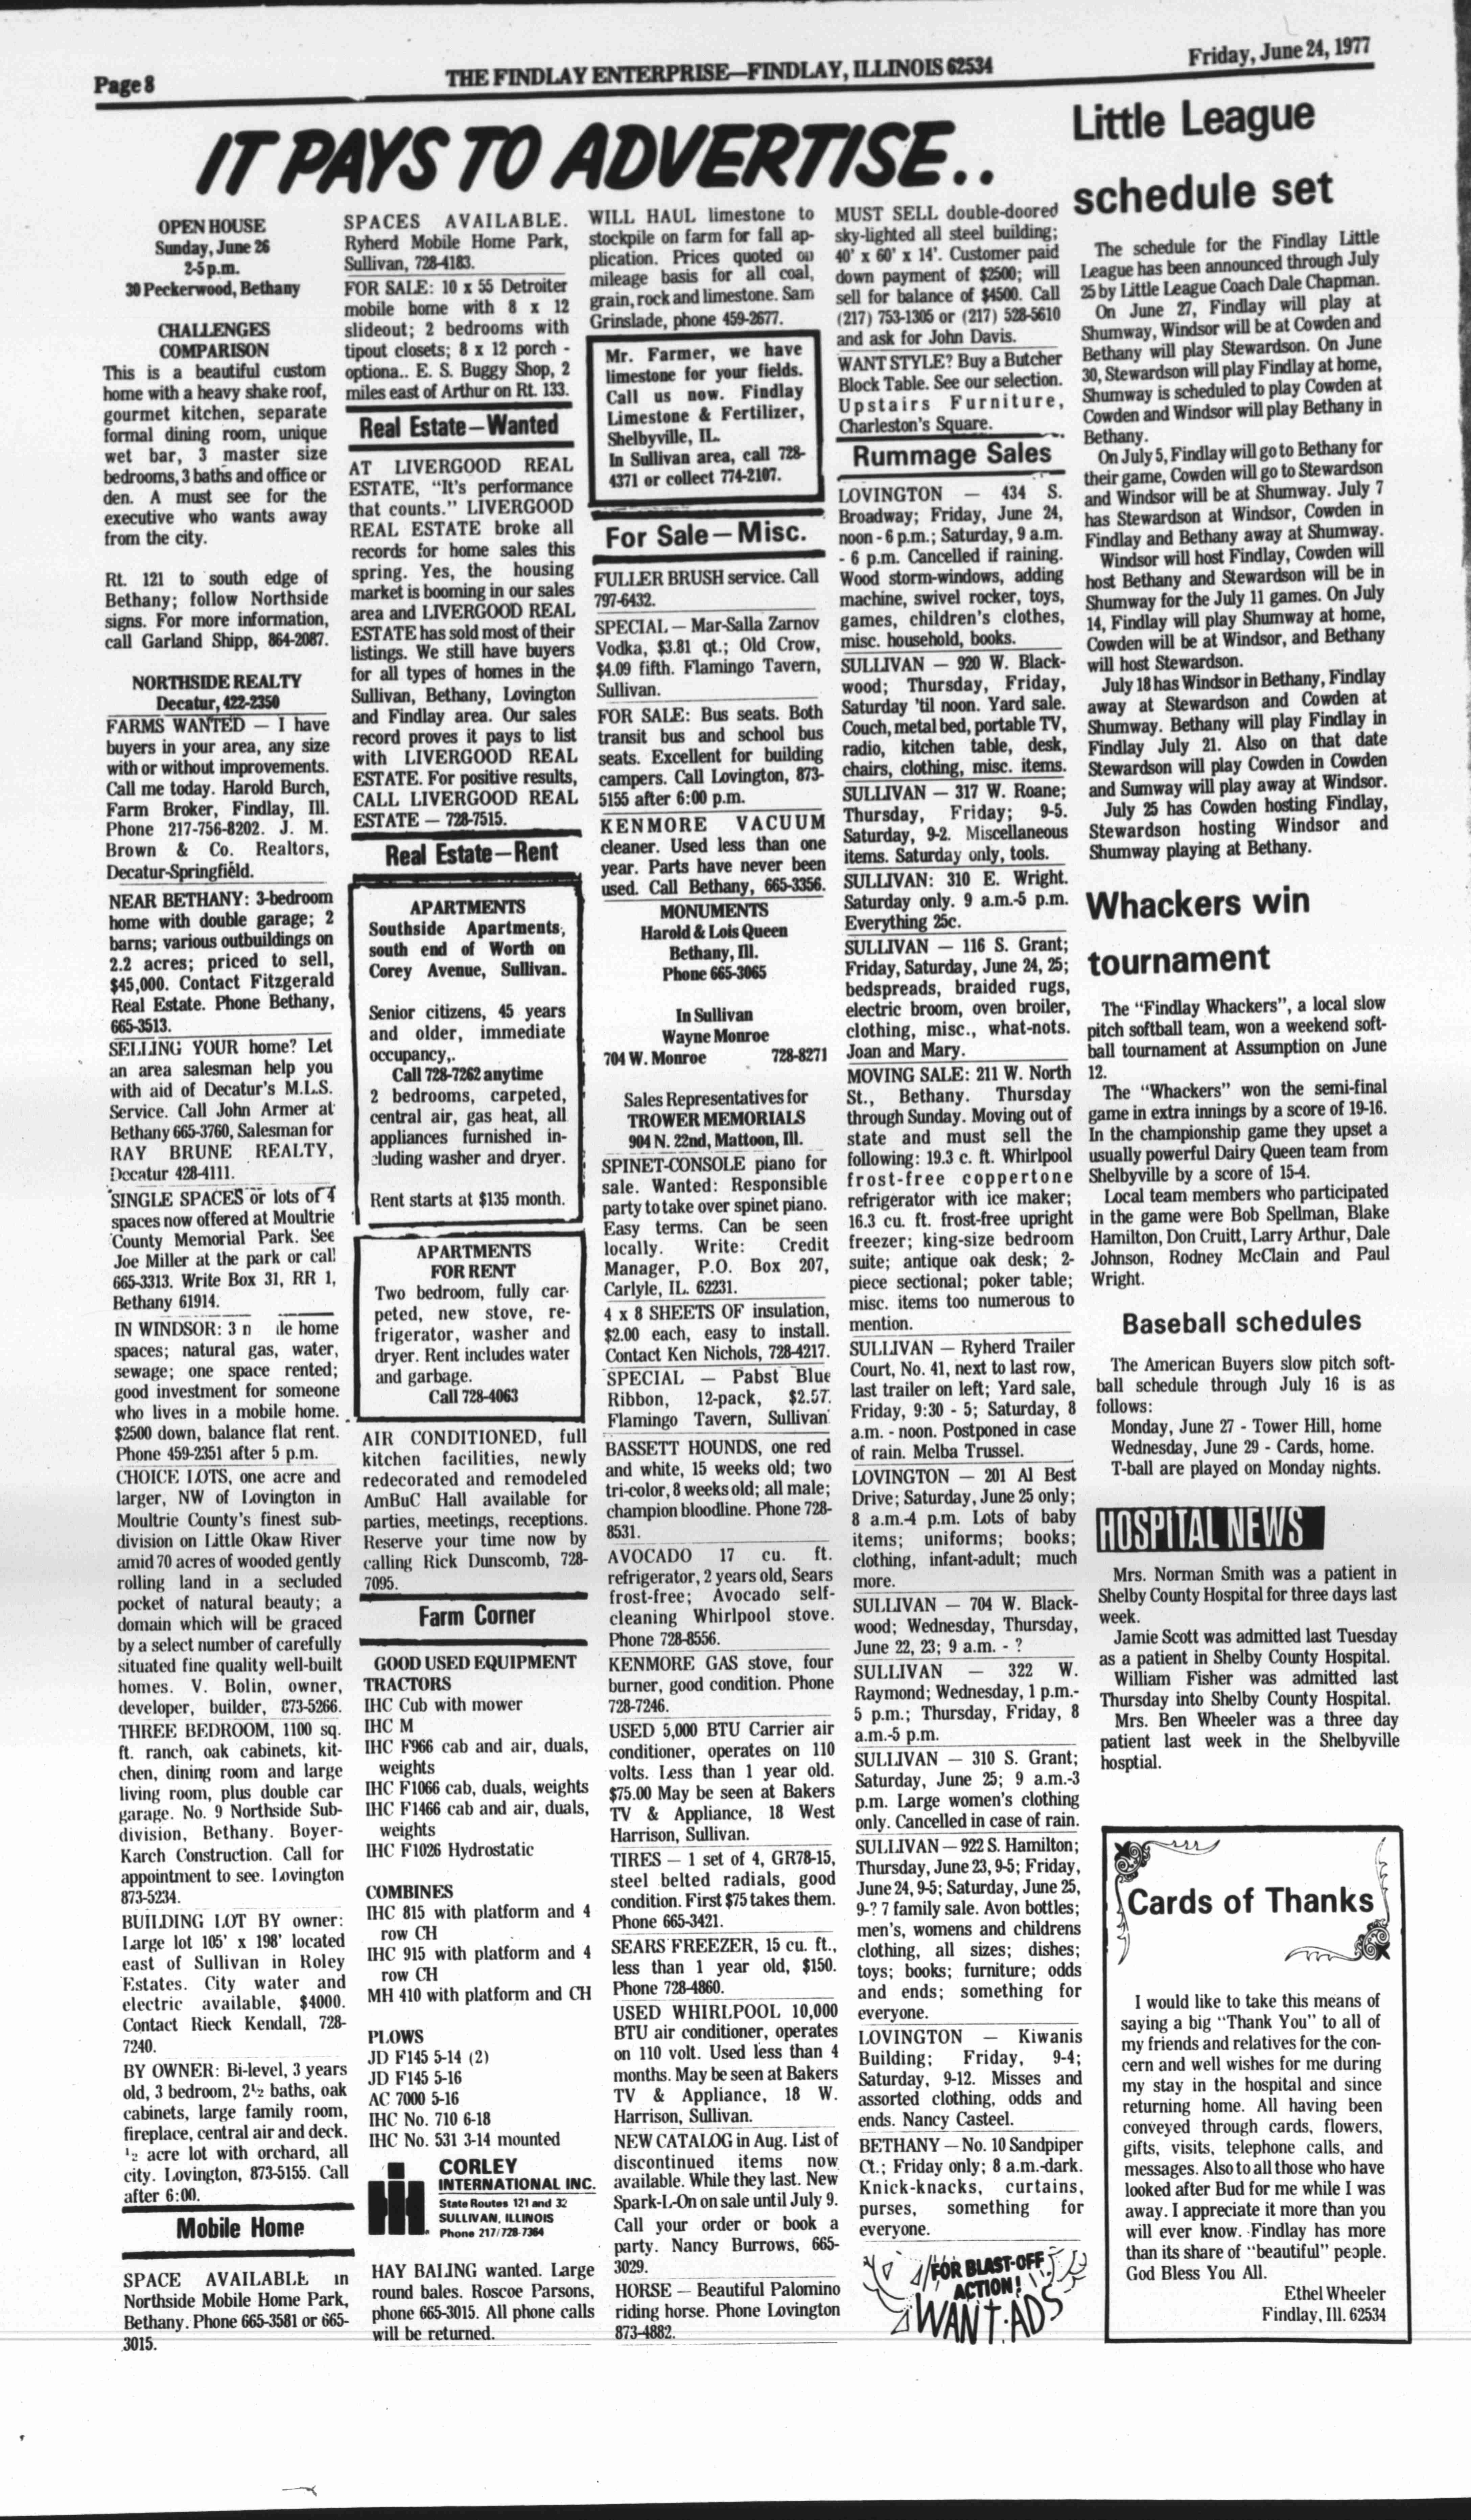 Page 8
THE FINDLAY ENTERPRISE—FINDLAY, ILLINOIS 62534
Friday, June 24, 1977
IT PAYS TO ADVERTISE..
OPEN HOUSE
Sunday, June 26
2-5 p.m.
30 Peckerwood, Bethany
CHALLENGES
COMPARISON
This is a beautiful custom
home with a heavy shake roof,
gourmet kitchen, separate
formal dining room, unique
wet bar, 3 master size
bedrooms, 3 baths and office or
den. A must see for the
executive who wants away
from the city.
Rt. 121 to south edge of
Bethany; follow Northside
signs. For more information,
call Garland Shipp, 864-2087.
NORTHSIDE REALTY
Decatur, 422-2350
FARMS WANTED — I have
buyers in your area, any size
with or without improvements.
Call me today. Harold Burch,
Farm Broker, Findlay, Ill.
Phone 217-756-8202. J. M.
Brown & Co. Realtors,
Decatur-Springfield.
NEAR BETHANY: 3-bedroom
home with double garage; 2
barns; various outbuildings on
2.2 acres; priced to sell,
$45,000. Contact Fitzgerald
Real Estate. Phone Bethany,
665-3513.
SELLING YOUR home? Let
an area salesman help you
with aid of Decatur's M.L.S.
Service. Call John Armer at
Bethany 665-3760, Salesman for
RAY BRUNE REALTY,
Decatur 428-4111.
SINGLE SPACES or lots of 4
spaces now offered at Moultrie
County Memorial Park. See
Joe Miller at the park or call
665-3313. Write Box 31, RR 1,
Bethany 61914.
IN WINDSOR: 3 n ile home
spaces; natural gas, water,
sewage; one space rented;
good investment for someone
who lives in a mobile home.
$2500 down, balance flat rent.
Phone 459-2351 after 5 p.m.
CHOICE LOTS, one acre and
larger, NW of Lovington in
Moultrie County's finest sub-
division on Little Okaw River
amid 70 acres of wooded gently
rolling land in a secluded
pocket of natural beauty; a
domain which will be graced
by a select number of carefully
situated fine quality well-built
homes. V. Bolin, owner,
developer, builder, 873-5266.
THREE BEDROOM, 1100 sq.
ft. ranch, oak cabinets, kit-
chen, dining room and large
living room, plus double car
garage. No. 9 Northside Sub-
division, Bethany. Boyer-
Karch Construction. Call for
appointment to see. Lovington
873-5234.
BUILDING LOT BY owner:
Large lot 105' x 198' located
east of Sullivan in Roley
Estates. City water and
electric available, $4000.
Contact Rieck Kendall, 728-
7240.
BY OWNER: Bi-level, 3 years
old, 3 bedroom, 2½ baths, oak
cabinets, large family room,
fireplace, central air and deck.
½ acre lot with orchard, all
city. Lovington, 873-5155. Call
after 6:00.
Mobile Home
SPACE AVAILABLE in
Northside Mobile Home Park,
Bethany. Phone 665-3581 or 665-
3015.
SPACES AVAILABLE.
Ryherd Mobile Home Park,
Sullivan, 728-4183.
FOR SALE: 10 x 55 Detroiter
mobile home with 8 x 12
slideout; 2 bedrooms with
tipout closets; 8 x 12 porch -
optiona.. E. S. Buggy Shop, 2
miles east of Arthur on Rt. 133.
Real Estate—Wanted
AT LIVERGOOD REAL
ESTATE, "It's performance
that counts." LIVERGOOD
REAL ESTATE broke all
records for home sales this
spring. Yes, the housing
market is booming in our sales
area and LIVERGOOD REAL
ESTATE has sold most of their
listings. We still have buyers
for all types of homes in the
Sullivan, Bethany, Lovington
and Findlay area. Our sales
record proves it pays to list
with LIVERGOOD REAL
ESTATE. For positive results,
CALL LIVERGOOD REAL
ESTATE — 728-7515.
Real Estate—Rent
APARTMENTS
Southside Apartments,
south end of Worth on
Corey Avenue, Sullivan.
Senior citizens, 45 years
and older, immediate
occupancy,.
Call 728-7262 anytime
2 bedrooms, carpeted,
central air, gas heat, all
appliances furnished in-
cluding washer and dryer.
Rent starts at $135 month.
APARTMENTS
FOR RENT
Two bedroom, fully car-
peted, new stove, re-
frigerator, washer and
dryer. Rent includes water
and garbage.
Call 728-4063
AIR CONDITIONED, full
kitchen facilities, newly
redecorated and remodeled
AmBuC Hall available for
parties, meetings, receptions.
Reserve your time now by
calling Rick Dunscomb, 728-
7095.
Farm Corner
GOOD USED EQUIPMENT
TRACTORS
IHC Cub with mower
IHC M
IHC F966 cab and air, duals,
weights
IHC F1066 cab, duals, weights
IHC F1466 cab and air, duals,
weights
IHC F1026 Hydrostatic
COMBINES
IHC 815 with platform and 4
row CH
IHC 915 with platform and 4
row CH
MH 410 with platform and CH
PLOWS
JD F145 5-14 (2)
JD F145 5-16
AC 7000 5-16
IHC No. 710 6-18
IHC No. 531 3-14 mounted
CORLEY
INTERNATIONAL INC.
State Routes 121 and 32
SULLIVAN, ILLINOIS
Phone 217/728-7364
HAY BALING wanted. Large
round bales. Roscoe Parsons,
phone 665-3015. All phone calls
will be returned.
WILL HAUL limestone to
stockpile on farm for fall ap-
plication. Prices quoted on
mileage basis for all coal,
grain, rock and limestone. Sam
Grinslade, phone 459-2677.
Mr. Farmer, we have
limestone for your fields.
Call us now. Findlay
Limestone & Fertilizer,
Shelbyville, IL.
In Sullivan area, call 728-
4371 or collect 774-2107.
For Sale—Misc.
FULLER BRUSH service. Call
797-6432.
SPECIAL — Mar-Salla Zarnov
Vodka, $3.81 qt.; Old Crow,
$4.09 fifth. Flamingo Tavern,
Sullivan.
FOR SALE: Bus seats. Both
transit bus and school bus
seats. Excellent for building
campers. Call Lovington, 873-
5155 after 6:00 p.m.
KENMORE VACUUM
cleaner. Used less than one
year. Parts have never been
used. Call Bethany, 665-3356.
MONUMENTS
Harold & Lois Queen
Bethany, Ill.
Phone 665-3065
In Sullivan
Wayne Monroe
704 W. Monroe 728-8271
Sales Representatives for
TROWER MEMORIALS
904 N. 22nd, Mattoon, Ill.
SPINET-CONSOLE piano for
sale. Wanted: Responsible
party to take over spinet piano.
Easy terms. Can be seen
locally. Write: Credit
Manager, P.O. Box 207,
Carlyle, IL. 62231.
4 x 8 SHEETS OF insulation,
$2.00 each, easy to install.
Contact Ken Nichols, 728-4217.
SPECIAL — Pabst Blue
Ribbon, 12-pack, $2.57.
Flamingo Tavern, Sullivan
BASSETT HOUNDS, one red
and white, 15 weeks old; two
tri-color, 8 weeks old; all male;
champion bloodline. Phone 728-
8531.
AVOCADO 17 cu. ft.
refrigerator, 2 years old, Sears
frost-free; Avocado self-
cleaning Whirlpool stove.
Phone 728-8556.
KENMORE GAS stove, four
burner, good condition. Phone
728-7246.
USED 5,000 BTU Carrier air
conditioner, operates on 110
volts. Less than 1 year old.
$75.00 May be seen at Bakers
TV & Appliance, 18 West
Harrison, Sullivan.
TIRES — 1 set of 4, GR78-15,
steel belted radials, good
condition. First $75 takes them.
Phone 665-3421.
SEARS FREEZER, 15 cu. ft.,
less than 1 year old, $150.
Phone 728-4860.
USED WHIRLPOOL 10,000
BTU air conditioner, operates
on 110 volt. Used less than 4
months. May be seen at Bakers
TV & Appliance, 18 W.
Harrison, Sullivan.
NEW CATALOG in Aug. List of
discontinued items now
available. While they last. New
Spark-L-On on sale until July 9.
Call your order or book a
party. Nancy Burrows, 665-
3029.
HORSE — Beautiful Palomino
riding horse. Phone Lovington
873-4882.
MUST SELL double-doored
sky-lighted all steel building;
40' x 60' x 14'. Customer paid
down payment of $2500; will
sell for balance of $4500. Call
(217) 753-1305 or (217) 528-5610
and ask for John Davis.
WANT STYLE? Buy a Butcher
Block Table. See our selection.
Upstairs Furniture,
Charleston's Square.
Rummage Sales
LOVINGTON — 434 S.
Broadway; Friday, June 24,
noon - 6 p.m.; Saturday, 9 a.m.
- 6 p.m. Cancelled if raining.
Wood storm-windows, adding
machine, swivel rocker, toys,
games, children's clothes,
misc. household, books.
SULLIVAN — 920 W. Black-
wood; Thursday, Friday,
Saturday 'til noon. Yard sale.
Couch, metal bed, portable TV,
radio, kitchen table, desk,
chairs, clothing, misc. items.
SULLIVAN — 317 W. Roane;
Thursday, Friday; 9-5.
Saturday, 9-2. Miscellaneous
items. Saturday only, tools.
SULLIVAN: 310 E. Wright.
Saturday only. 9 a.m.-5 p.m.
Everything 25c.
SULLIVAN — 116 S. Grant;
Friday, Saturday, June 24, 25;
bedspreads, braided rugs,
electric broom, oven broiler,
clothing, misc., what-nots.
Joan and Mary.
MOVING SALE: 211 W. North
St., Bethany. Thursday
through Sunday. Moving out of
state and must sell the
following: 19.3 c. ft. Whirlpool
frost-free coppertone
refrigerator with ice maker;
16.3 cu. ft. frost-free upright
freezer; king-size bedroom
suite; antique oak desk; 2-
piece sectional; poker table;
misc. items too numerous to
mention.
SULLIVAN — Ryherd Trailer
Court, No. 41, next to last row,
last trailer on left; Yard sale,
Friday, 9:30 - 5; Saturday, 8
a.m. - noon. Postponed in case
of rain. Melba Trussel.
LOVINGTON — 201 Al Best
Drive; Saturday, June 25 only;
8 a.m.-4 p.m. Lots of baby
items; uniforms; books;
clothing, infant-adult; much
more.
SULLIVAN — 704 W. Black-
wood; Wednesday, Thursday,
June 22, 23; 9 a.m. - ?
SULLIVAN — 322 W.
Raymond; Wednesday, 1 p.m.-
5 p.m.; Thursday, Friday, 8
a.m.-5 p.m.
SULLIVAN — 310 S. Grant;
Saturday, June 25; 9 a.m.-3
p.m. Large women's clothing
only. Cancelled in case of rain.
SULLIVAN — 922 S. Hamilton;
Thursday, June 23, 9-5; Friday,
June 24, 9-5; Saturday, June 25,
9-? 7 family sale. Avon bottles;
men's, womens and childrens
clothing, all sizes; dishes;
toys; books; furniture; odds
and ends; something for
everyone.
LOVINGTON — Kiwanis
Building; Friday, 9-4;
Saturday, 9-12. Misses and
assorted clothing, odds and
ends. Nancy Casteel.
BETHANY — No. 10 Sandpiper
Ct.; Friday only; 8 a.m.-dark.
Knick-knacks, curtains,
purses, something for
everyone.
FOR BLAST-OFF
ACTION!
WANT-ADS
Little League
schedule set
The schedule for the Findlay Little
League has been announced through July
25 by Little League Coach Dale Chapman.
On June 27, Findlay will play at
Shumway, Windsor will be at Cowden and
Bethany will play Stewardson. On June
30, Stewardson will play Findlay at home,
Shumway is scheduled to play Cowden at
Cowden and Windsor will play Bethany in
Bethany.
On July 5, Findlay will go to Bethany for
their game, Cowden will go to Stewardson
and Windsor will be at Shumway. July 7
has Stewardson at Windsor, Cowden in
Findlay and Bethany away at Shumway.
Windsor will host Findlay, Cowden will
host Bethany and Stewardson will be in
Shumway for the July 11 games. On July
14, Findlay will play Shumway at home,
Cowden will be at Windsor, and Bethany
will host Stewardson.
July 18 has Windsor in Bethany, Findlay
away at Stewardson and Cowden at
Shumway. Bethany will play Findlay in
Findlay July 21. Also on that date
Stewardson will play Cowden in Cowden
and Sumway will play away at Windsor.
July 25 has Cowden hosting Findlay,
Stewardson hosting Windsor and
Shumway playing at Bethany.
Whackers win
tournament
The "Findlay Whackers", a local slow
pitch softball team, won a weekend soft-
ball tournament at Assumption on June
12.
The "Whackers" won the semi-final
game in extra innings by a score of 19-16.
In the championship game they upset a
usually powerful Dairy Queen team from
Shelbyville by a score of 15-4.
Local team members who participated
in the game were Bob Spellman, Blake
Hamilton, Don Cruitt, Larry Arthur, Dale
Johnson, Rodney McClain and Paul
Wright.
Baseball schedules
The American Buyers slow pitch soft-
ball schedule through July 16 is as
follows:
Monday, June 27 - Tower Hill, home
Wednesday, June 29 - Cards, home.
T-ball are played on Monday nights.
HOSPITAL NEWS
Mrs. Norman Smith was a patient in
Shelby County Hospital for three days last
week.
Jamie Scott was admitted last Tuesday
as a patient in Shelby County Hospital.
William Fisher was admitted last
Thursday into Shelby County Hospital.
Mrs. Ben Wheeler was a three day
patient last week in the Shelbyville
hosptial.
Cards of Thanks
I would like to take this means of
saying a big "Thank You" to all of
my friends and relatives for the con-
cern and well wishes for me during
my stay in the hospital and since
returning home. All having been
conveyed through cards, flowers,
gifts, visits, telephone calls, and
messages. Also to all those who have
looked after Bud for me while I was
away. I appreciate it more than you
will ever know. Findlay has more
than its share of "beautiful" people.
God Bless You All.
Ethel Wheeler
Findlay, Ill. 62534